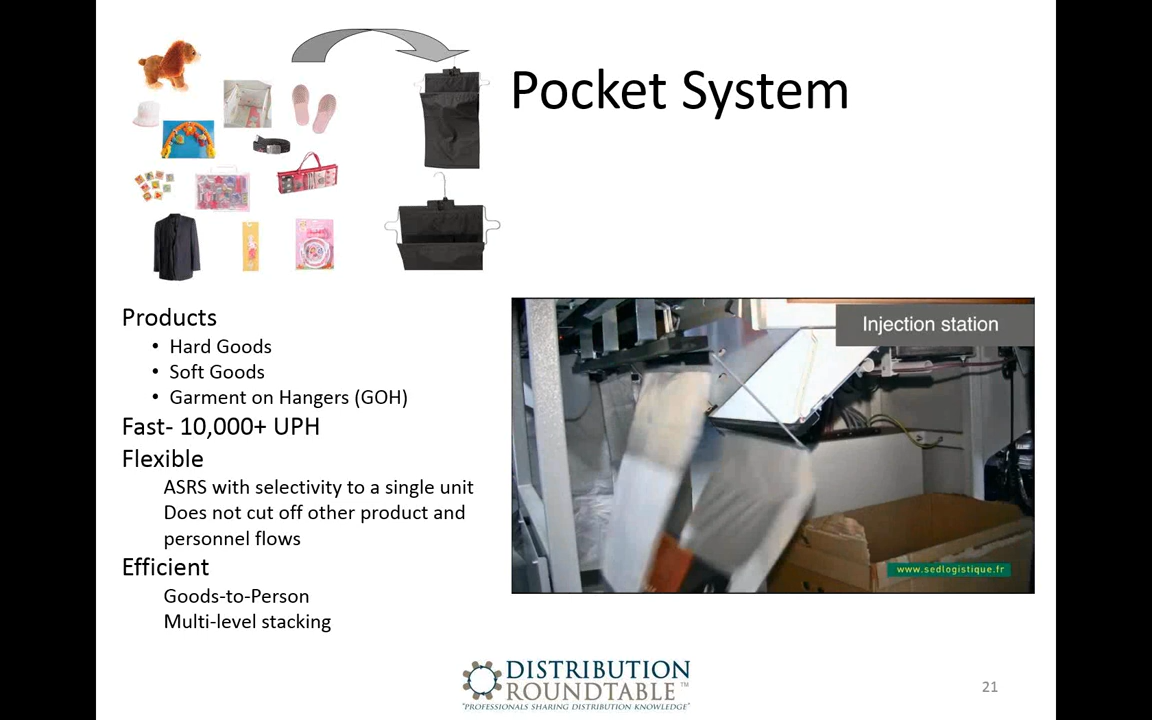 Pocket System
Products
• Hard Goods
• Soft Goods
• Garment on Hangers (GOH)
Fast- 10,000+ UPH
Flexible
ASRS with selectivity to a single unit
Does not cut off other product and
personnel flows
Efficient
Goods-to-Person
Multi-level stacking
Injection station
www.sedlogistique.fr
DISTRIBUTION
ROUNDTABLE™
"PROFESSIONALS SHARING DISTRIBUTION KNOWLEDGE"
21